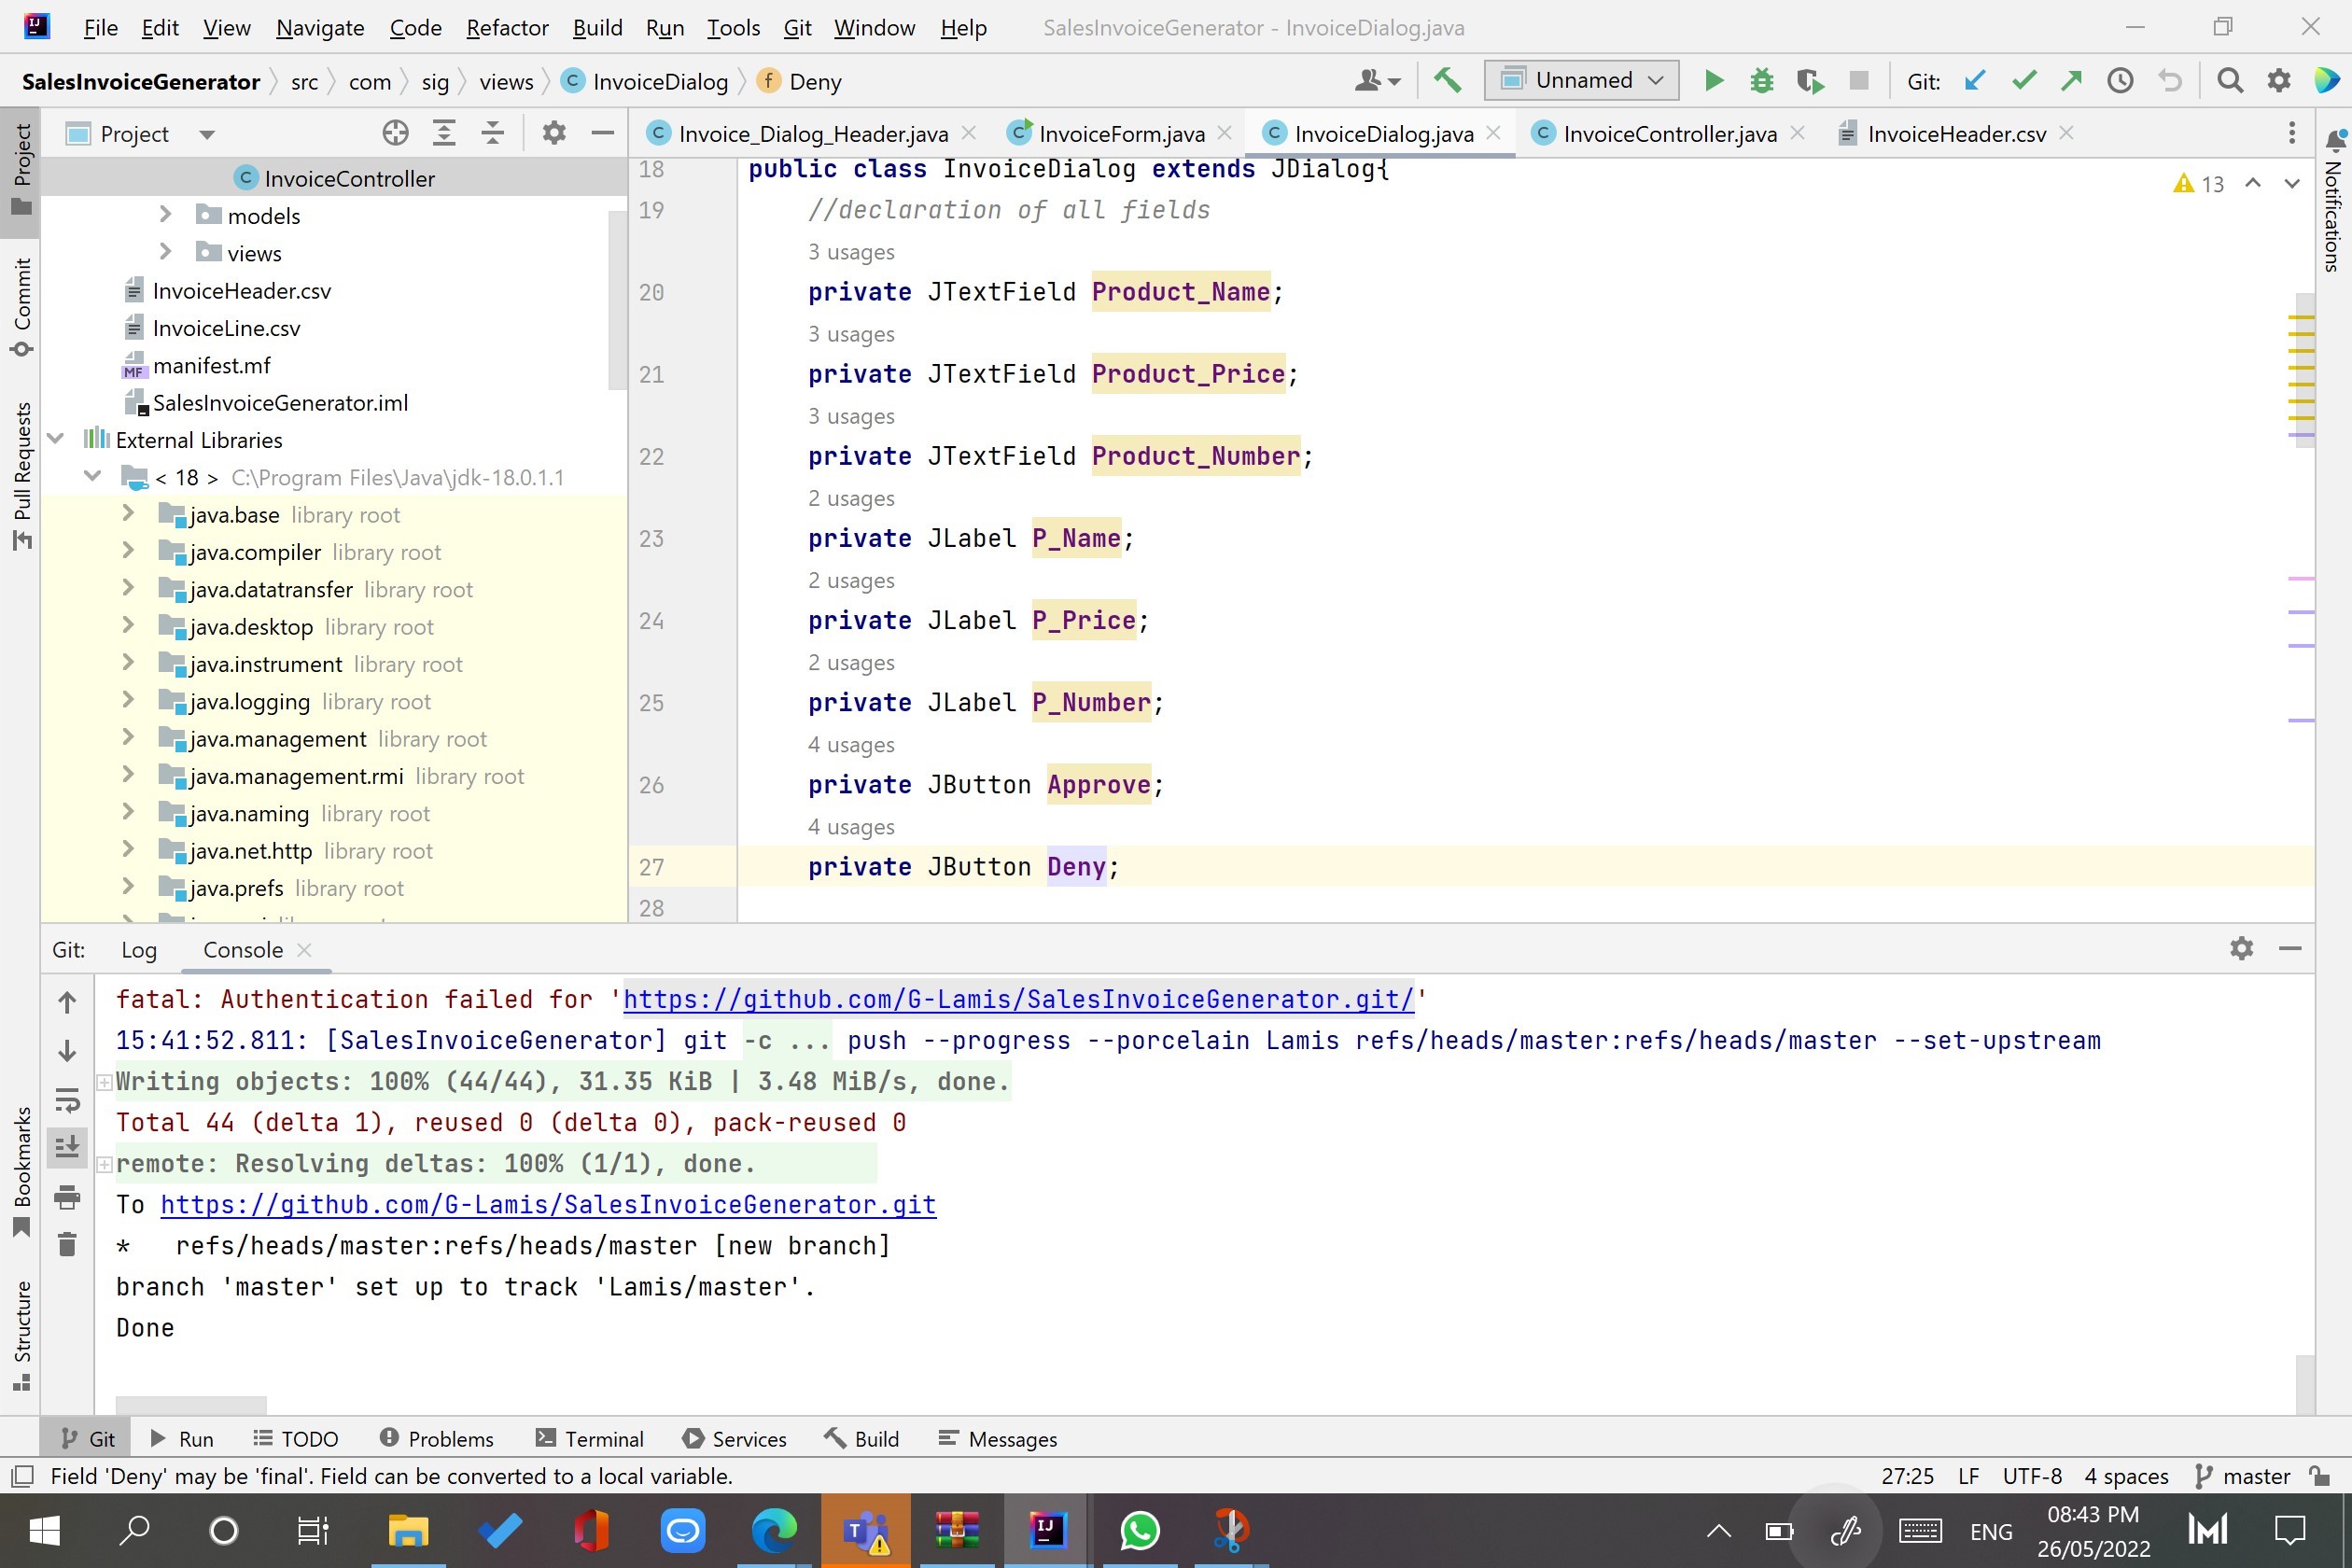 File Edit View Navigate Code Refactor Build Run Tools Git Window Help SalesInvoiceGenerator - InvoiceDialog.java
SalesInvoiceGenerator src com sig views C InvoiceDialog f Deny Unnamed Git:
Project
Invoice_Dialog_Header.java InvoiceForm.java InvoiceDialog.java InvoiceController.java InvoiceHeader.csv
Project
Commit
Pull Requests
Bookmarks
Structure
Notifications
InvoiceController
models
views
InvoiceHeader.csv
InvoiceLine.csv
manifest.mf
SalesInvoiceGenerator.iml
External Libraries
< 18 > C:\Program Files\Java\jdk-18.0.1.1
java.base library root
java.compiler library root
java.datatransfer library root
java.desktop library root
java.instrument library root
java.logging library root
java.management library root
java.management.rmi library root
java.naming library root
java.net.http library root
java.prefs library root
13
18 public class InvoiceDialog extends JDialog{
19 //declaration of all fields
3 usages
20 private JTextField Product_Name;
3 usages
21 private JTextField Product_Price;
3 usages
22 private JTextField Product_Number;
2 usages
23 private JLabel P_Name;
2 usages
24 private JLabel P_Price;
2 usages
25 private JLabel P_Number;
4 usages
26 private JButton Approve;
4 usages
27 private JButton Deny;
28
Git: Log Console
fatal: Authentication failed for 'https://github.com/G-Lamis/SalesInvoiceGenerator.git/'
15:41:52.811: [SalesInvoiceGenerator] git -c ... push --progress --porcelain Lamis refs/heads/master:refs/heads/master --set-upstream
Writing objects: 100% (44/44), 31.35 KiB | 3.48 MiB/s, done.
Total 44 (delta 1), reused 0 (delta 0), pack-reused 0
remote: Resolving deltas: 100% (1/1), done.
To https://github.com/G-Lamis/SalesInvoiceGenerator.git
* refs/heads/master:refs/heads/master [new branch]
branch 'master' set up to track 'Lamis/master'.
Done
Git Run TODO Problems Terminal Services Build Messages
Field 'Deny' may be 'final'. Field can be converted to a local variable. 27:25 LF UTF-8 4 spaces master
ENG 08:43 PM
26/05/2022